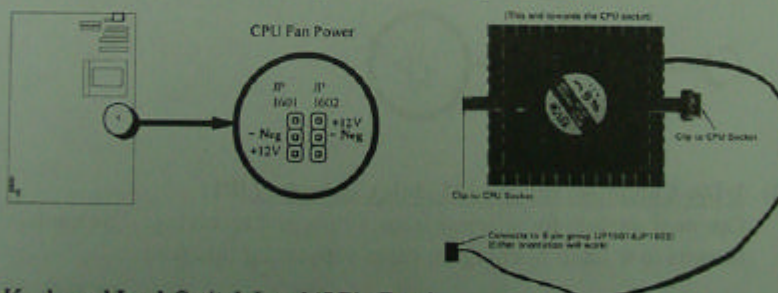 CPU Fan Power
JP JP
1601 1602
+12V
- Neg - Neg
+12V
(This end towards the CPU socket)
Clip to CPU Socket
Clip to CPU Socket
Connects to 6 pin group (JP1601&JP1602)
(Either orientation will work)